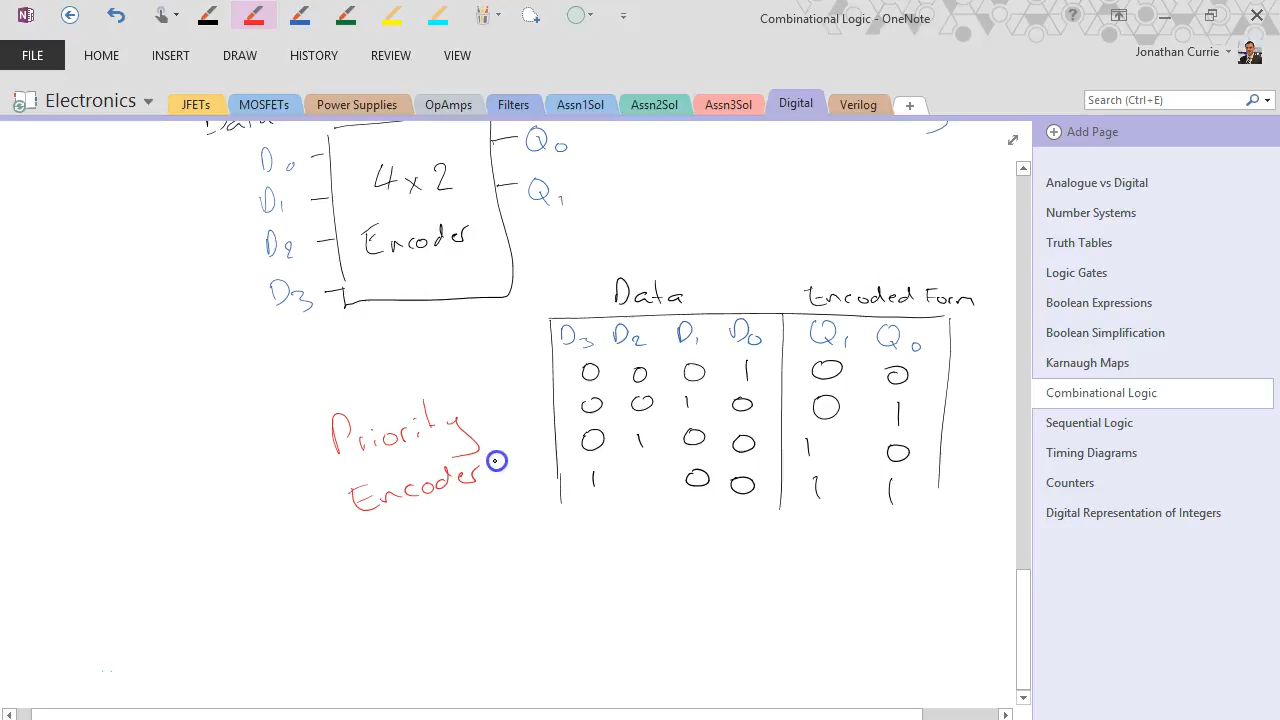 Combinational Logic - OneNote
?
Jonathan Currie
FILE HOME INSERT DRAW HISTORY REVIEW VIEW
Electronics
JFETs MOSFETs Power Supplies OpAmps Filters Assn1Sol Assn2Sol Assn3Sol Digital Verilog +
Search (Ctrl+E)
Add Page
Analogue vs Digital
Number Systems
Truth Tables
Logic Gates
Boolean Expressions
Boolean Simplification
Karnaugh Maps
Combinational Logic
Sequential Logic
Timing Diagrams
Counters
Digital Representation of Integers
Data
D0
D1
D2
D3
4x2
Encoder
Q0
Q1
Data Encoded Form
D3 D2 D1 D0 Q1 Q0
0 0 0 1 0 0
0 0 1 0 0 1
0 1 0 0 1 0
1 0 0 1 1
Priority
Encoder